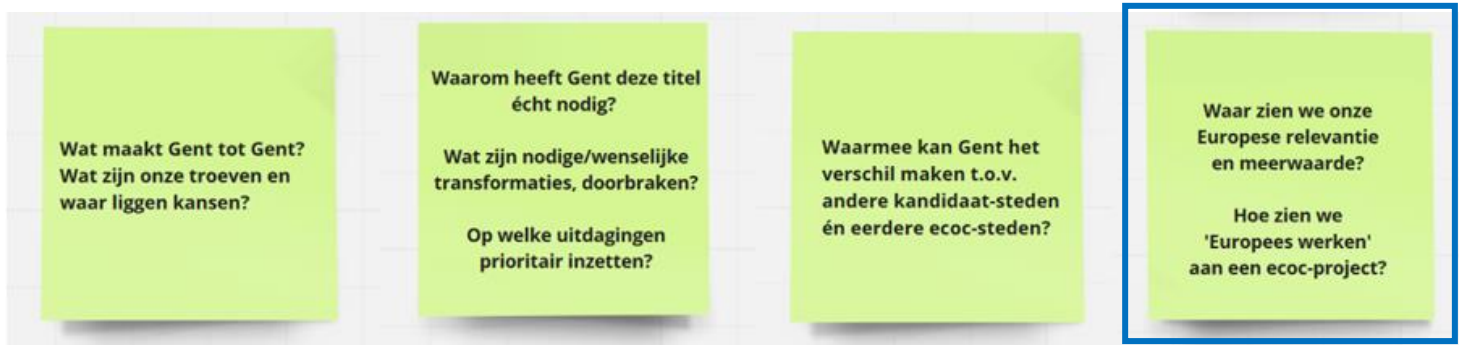 Wat maakt Gent tot Gent?
Wat zijn onze troeven en
waar liggen kansen?
Waarom heeft Gent deze titel
écht nodig?
Wat zijn nodige/wenselijke
transformaties, doorbraken?
Op welke uitdagingen
prioritair inzetten?
Waarmee kan Gent het
verschil maken t.o.v.
andere kandidaat-steden
én eerdere ecoc-steden?
Waar zien we onze
Europese relevantie
en meerwaarde?
Hoe zien we
'Europees werken'
aan een ecoc-project?